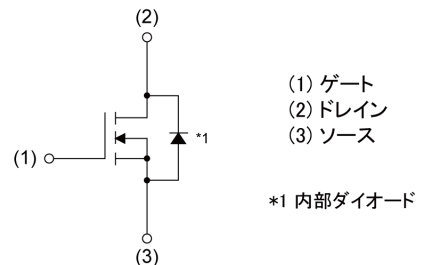 (2)
(1) ゲート
(2) ドレイン
(3) ソース
*1
(1)
*1 内部ダイオード
(3)